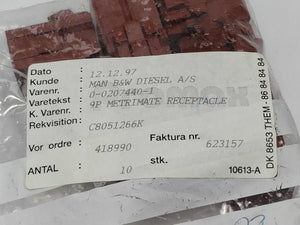 Dato 12.12.97
Kunde MAN B&W DIESEL A/S
Varenr. 0-0207440-1
Varetekst 9P METRIMATE RECEPTACLE
K. Varenr.
Rekvisition C8051266K
Vor ordre 418990 Faktura nr. 623157
ANTAL 10 stk.
10613-A
DK 8653 THEM - 86 84 84 84